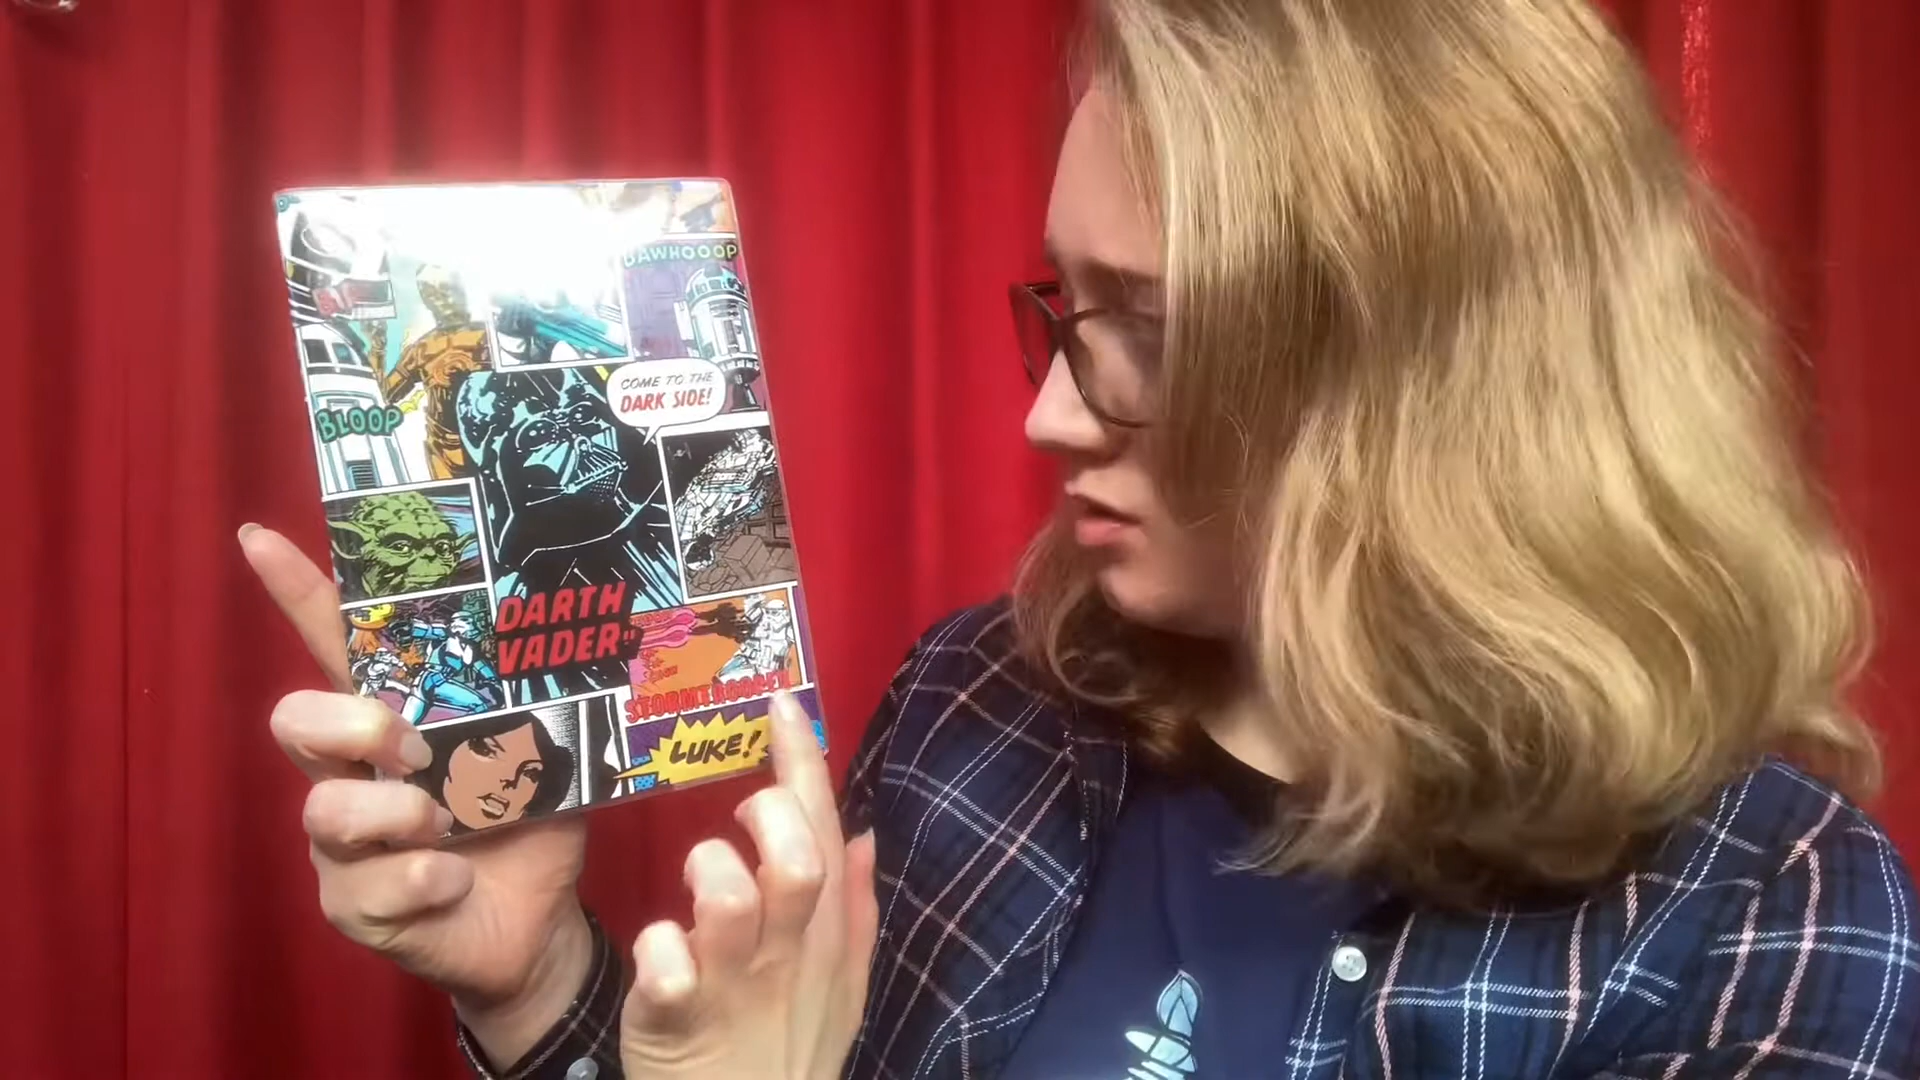 BAWHOOOP
COME TO THE
DARK SIDE!
BLOOP
DARTH
VADER
STORMTROOPER
LUKE!